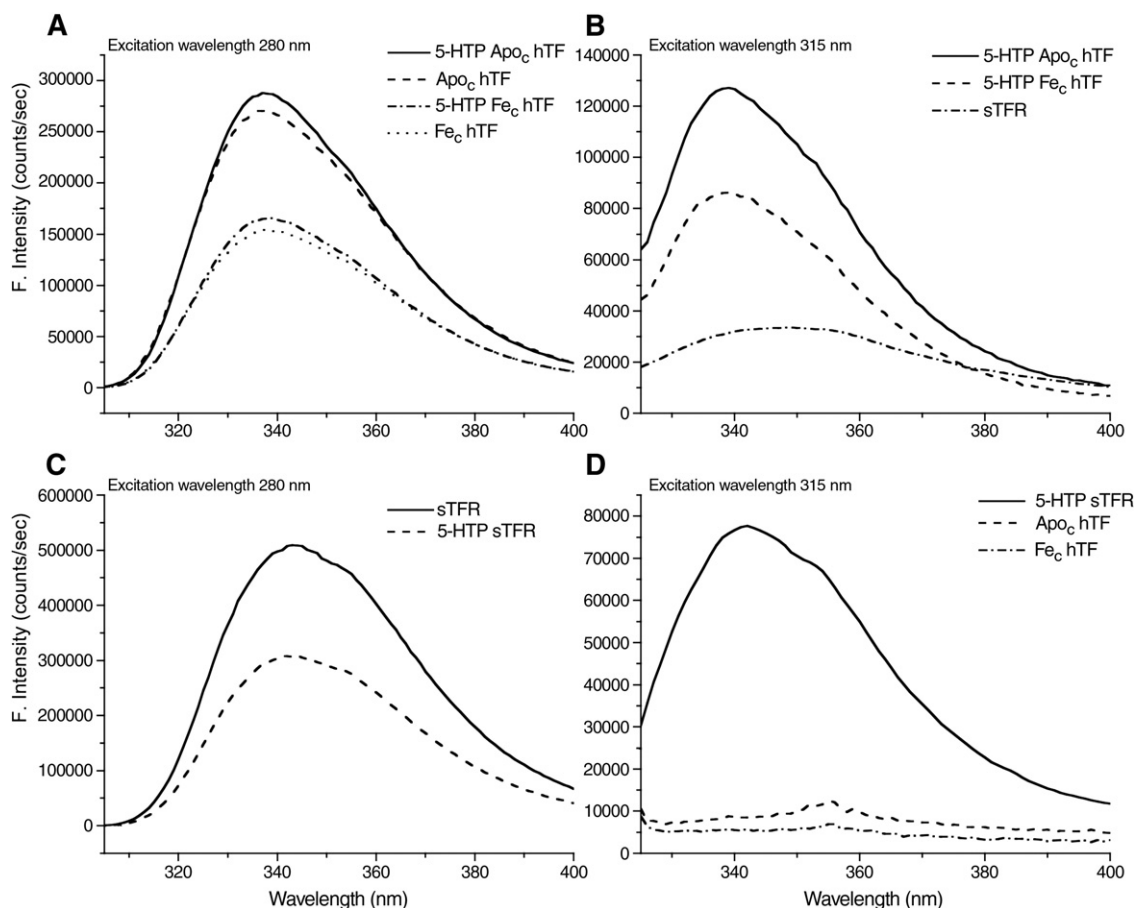 A
Excitation wavelength 280 nm
5-HTP Apo_c hTF
Apo_c hTF
5-HTP Fe_c hTF
Fe_c hTF
300000
250000
200000
150000
100000
50000
0
F. Intensity (counts/sec)
320 340 360 380 400
B
Excitation wavelength 315 nm
5-HTP Apo_c hTF
5-HTP Fe_c hTF
sTFR
140000
120000
100000
80000
60000
40000
20000
0
340 360 380 400
C
Excitation wavelength 280 nm
sTFR
5-HTP sTFR
600000
500000
400000
300000
200000
100000
0
F. Intensity (counts/sec)
320 340 360 380 400
Wavelength (nm)
D
Excitation wavelength 315 nm
5-HTP sTFR
Apo_c hTF
Fe_c hTF
80000
70000
60000
50000
40000
30000
20000
10000
0
340 360 380 400
Wavelength (nm)